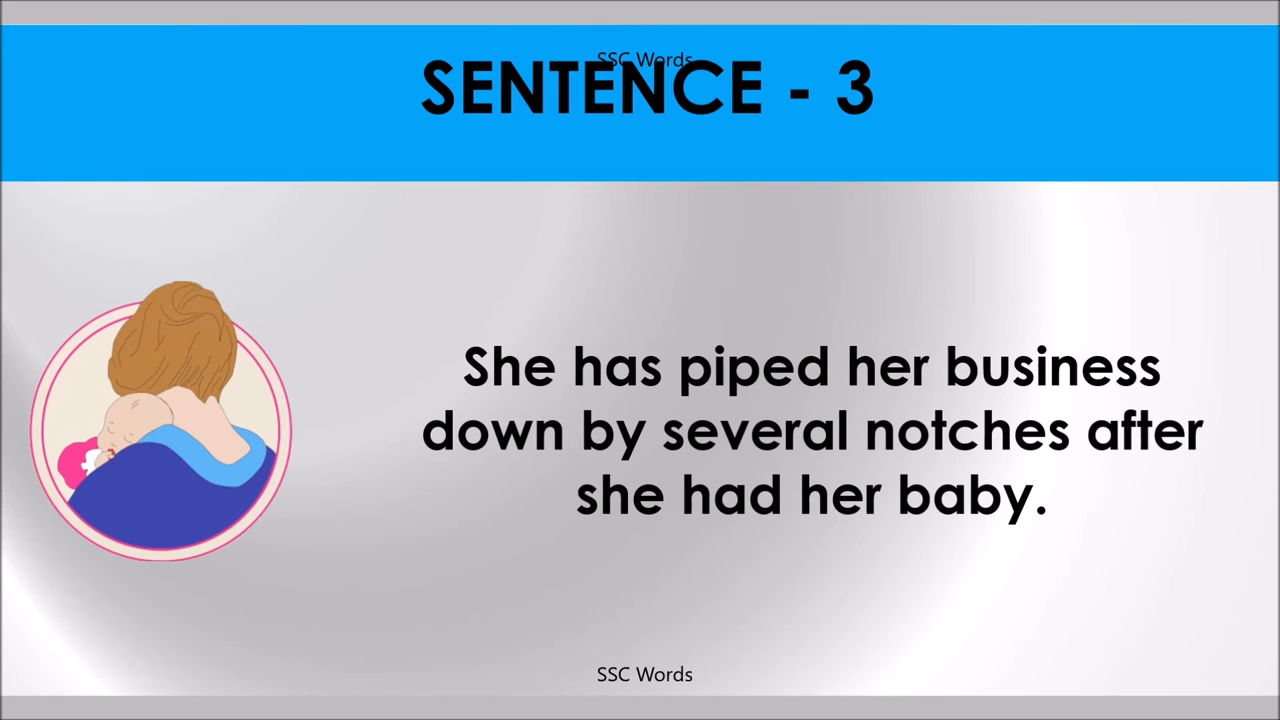 SSC Words
SENTENCE - 3
She has piped her business
down by several notches after
she had her baby.
SSC Words